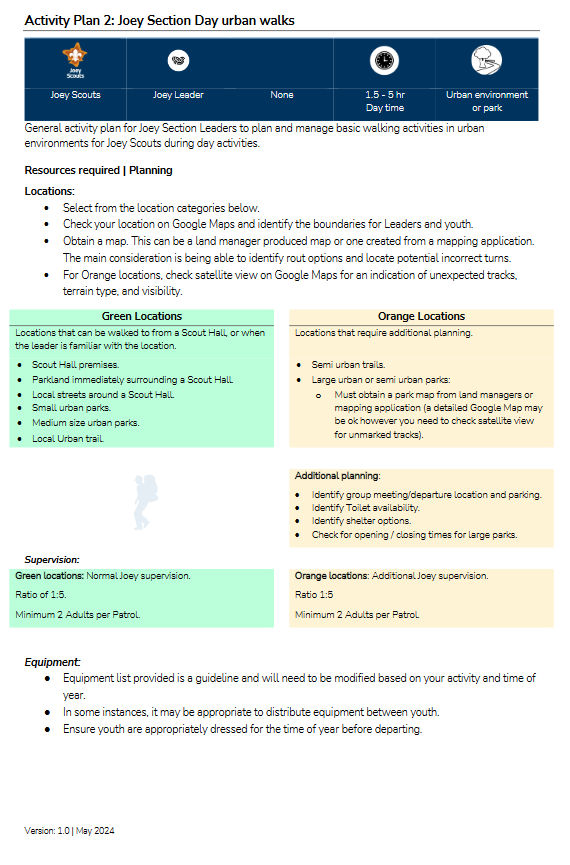 Activity Plan 2: Joey Section Day urban walks
Joey
Scouts
Joey Scouts
Joey Leader
None
1.5 - 5 hr
Day time
Urban environment
or park
General activity plan for Joey Section Leaders to plan and manage basic walking activities in urban
environments for Joey Scouts during day activities.
Resources required | Planning
Locations:
• Select from the location categories below.
• Check your location on Google Maps and identify the boundaries for Leaders and youth.
• Obtain a map. This can be a land manager produced map or one created from a mapping application.
The main consideration is being able to identify rout options and locate potential incorrect turns.
• For Orange locations, check satellite view on Google Maps for an indication of unexpected tracks,
terrain type, and visibility.
Green Locations
Locations that can be walked to from a Scout Hall, or when
the leader is familiar with the location.
• Scout Hall premises.
• Parkland immediately surrounding a Scout Hall.
• Local streets around a Scout Hall.
• Small urban parks.
• Medium size urban parks.
• Local Urban trail.
Orange Locations
Locations that require additional planning.
• Semi urban trails.
• Large urban or semi urban parks:
o Must obtain a park map from land managers or
mapping application (a detailed Google Map may
be ok however you need to check satellite view
for unmarked tracks).
Additional planning:
• Identify group meeting/departure location and parking.
• Identify Toilet availability.
• Identify shelter options.
• Check for opening / closing times for large parks.
Supervision:
Green locations: Normal Joey supervision.
Ratio of 1:5.
Minimum 2 Adults per Patrol.
Orange locations: Additional Joey supervision.
Ratio 1:5
Minimum 2 Adults per Patrol.
Equipment:
• Equipment list provided is a guideline and will need to be modified based on your activity and time of
year.
• In some instances, it may be appropriate to distribute equipment between youth.
• Ensure youth are appropriately dressed for the time of year before departing.
Version: 1.0 | May 2024